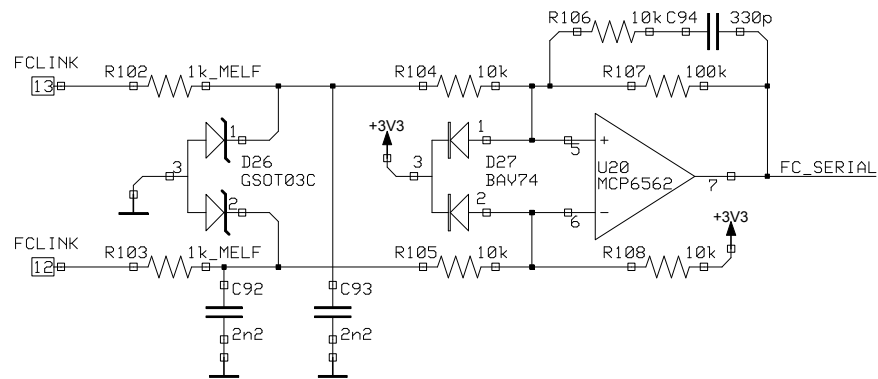 R106 10k C94 330p
FCLINK
13 R102 1k_MELF R104 10k R107 100k
+3V3
1 1 + 5
3 D26 3 D27 U20
GSOT03C BAV74 MCP6562 7 FC_SERIAL
2 2 - 6
+3V3
FCLINK
12 R103 1k_MELF R105 10k R108 10k
C92 C93
2n2 2n2